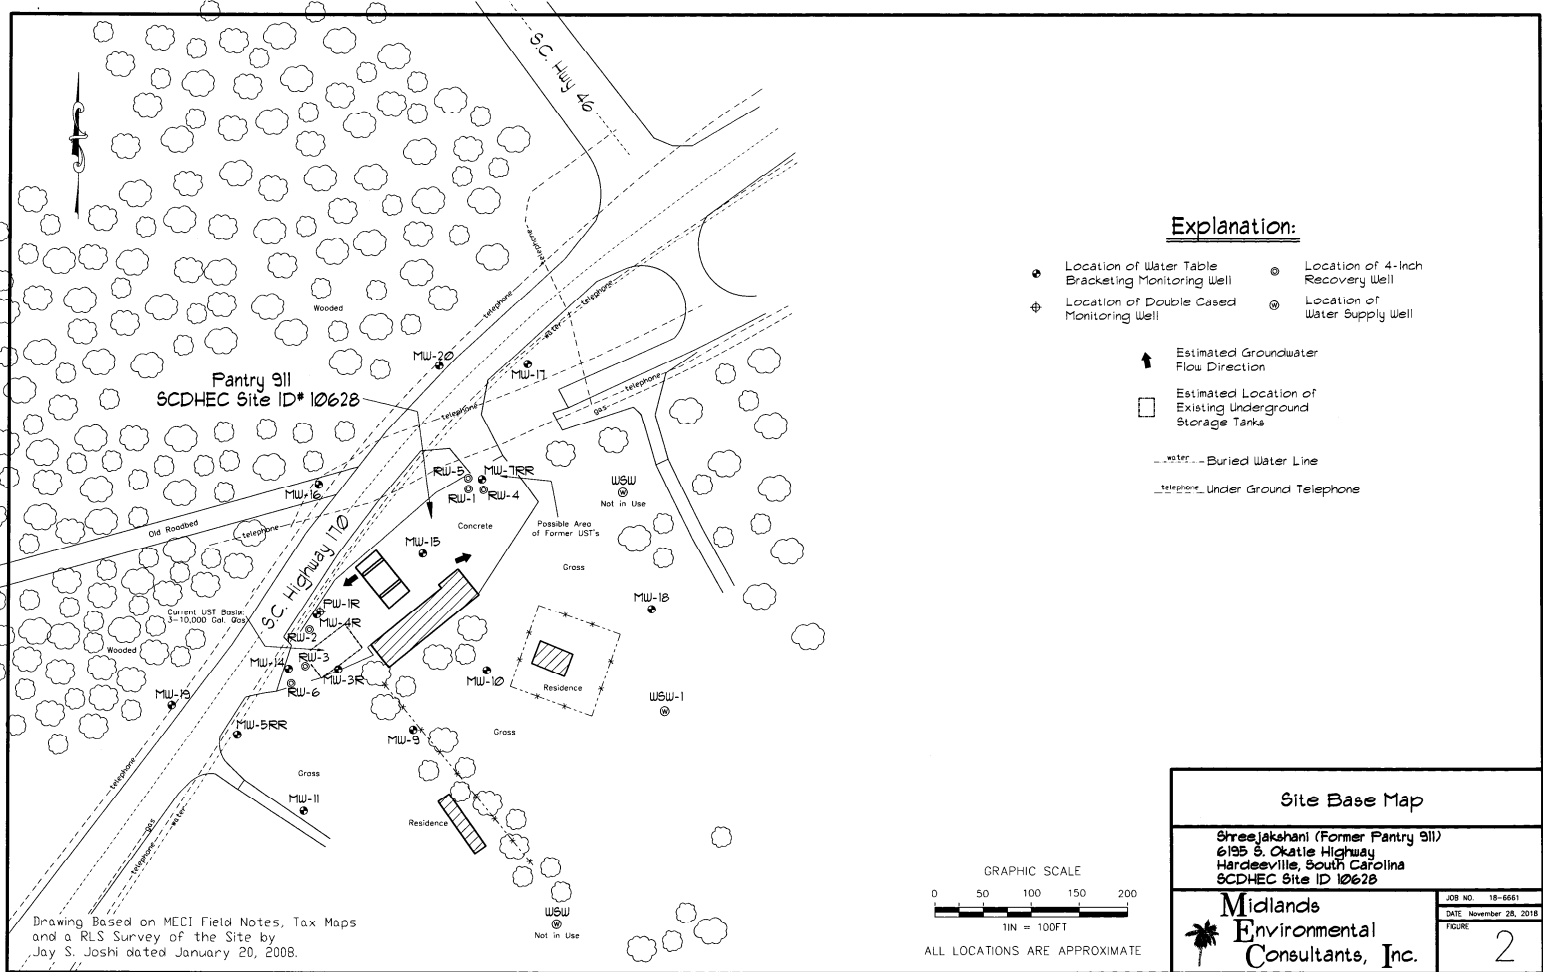 S.C. Hwy 46
telephone
Wooded
telephone
telephone
water
MW-20
MW-17
Pantry 911
SCDHEC Site ID# 10628
telephone
telephone
gas
RW-5
MW-7RR
RW-1
RW-4
MW-16
WSW
Not in Use
Old Roadbed
telephone
Concrete
Possible Area
of Former UST's
S.C. Highway 170
MW-15
Grass
PW-1R
MW-4R
MW-18
Current UST Basin:
3-10,000 Gal. Gas
RW-2
Wooded
RW-3
MW-14
MW-3R
MW-10
RW-6
Residence
WSW-1
MW-19
MW-5RR
MW-9
Grass
telephone
Grass
MW-11
gas
water
Residence
telephone
WSW
Not in Use
Drawing Based on MECI Field Notes, Tax Maps
and a RLS Survey of the Site by
Jay S. Joshi dated January 20, 2008.
Explanation:
Location of Water Table
Bracketing Monitoring Well
Location of 4-Inch
Recovery Well
Location of Double Cased
Monitoring Well
W
Location of
Water Supply Well
Estimated Groundwater
Flow Direction
Estimated Location of
Existing Underground
Storage Tanks
water Buried Water Line
telephone Under Ground Telephone
GRAPHIC SCALE
0 50 100 150 200
1IN = 100FT
ALL LOCATIONS ARE APPROXIMATE
Site Base Map
Shreejakshani (Former Pantry 911)
6195 S. Okatie Highway
Hardeeville, South Carolina
SCDHEC Site ID 10628
Midlands
Environmental
Consultants, Inc.
JOB NO. 18-6661
DATE November 28, 2018
FIGURE
2